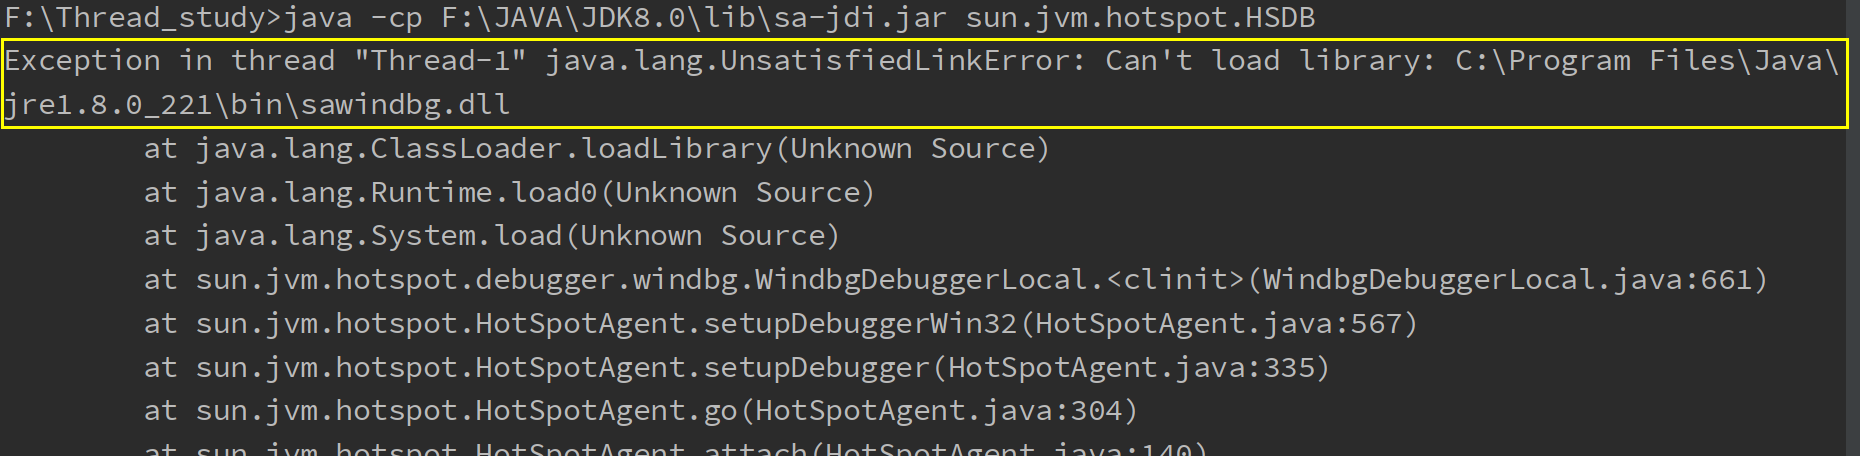 F:\Thread_study>java -cp F:\JAVA\JDK8.0\lib\sa-jdi.jar sun.jvm.hotspot.HSDB
Exception in thread "Thread-1" java.lang.UnsatisfiedLinkError: Can't load library: C:\Program Files\Java\
jre1.8.0_221\bin\sawindbg.dll
at java.lang.ClassLoader.loadLibrary(Unknown Source)
at java.lang.Runtime.load0(Unknown Source)
at java.lang.System.load(Unknown Source)
at sun.jvm.hotspot.debugger.windbg.WindbgDebuggerLocal.<clinit>(WindbgDebuggerLocal.java:661)
at sun.jvm.hotspot.HotSpotAgent.setupDebuggerWin32(HotSpotAgent.java:567)
at sun.jvm.hotspot.HotSpotAgent.setupDebugger(HotSpotAgent.java:335)
at sun.jvm.hotspot.HotSpotAgent.go(HotSpotAgent.java:304)
at sun.jvm.hotspot.HotSpotAgent.attach(HotSpotAgent.java:140)